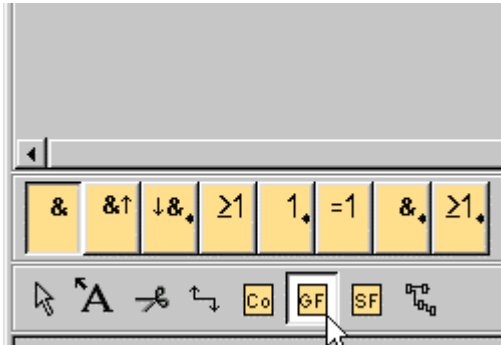 & &↑ ↓& ≥1 1 =1 & ≥1
A Co GF SF